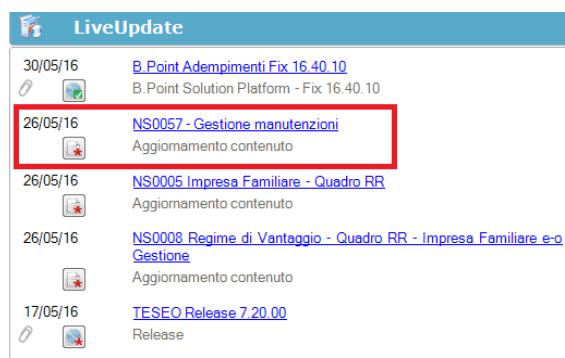 LiveUpdate
30/05/16 B.Point Adempimenti Fix 16.40.10
B.Point Solution Platform - Fix 16.40.10
26/05/16 NS0057 - Gestione manutenzioni
Aggiornamento contenuto
26/05/16 NS0005 Impresa Familiare - Quadro RR
Aggiornamento contenuto
26/05/16 NS0008 Regime di Vantaggio - Quadro RR - Impresa Familiare e-o
Gestione
Aggiornamento contenuto
17/05/16 TESEO Release 7.20.00
Release